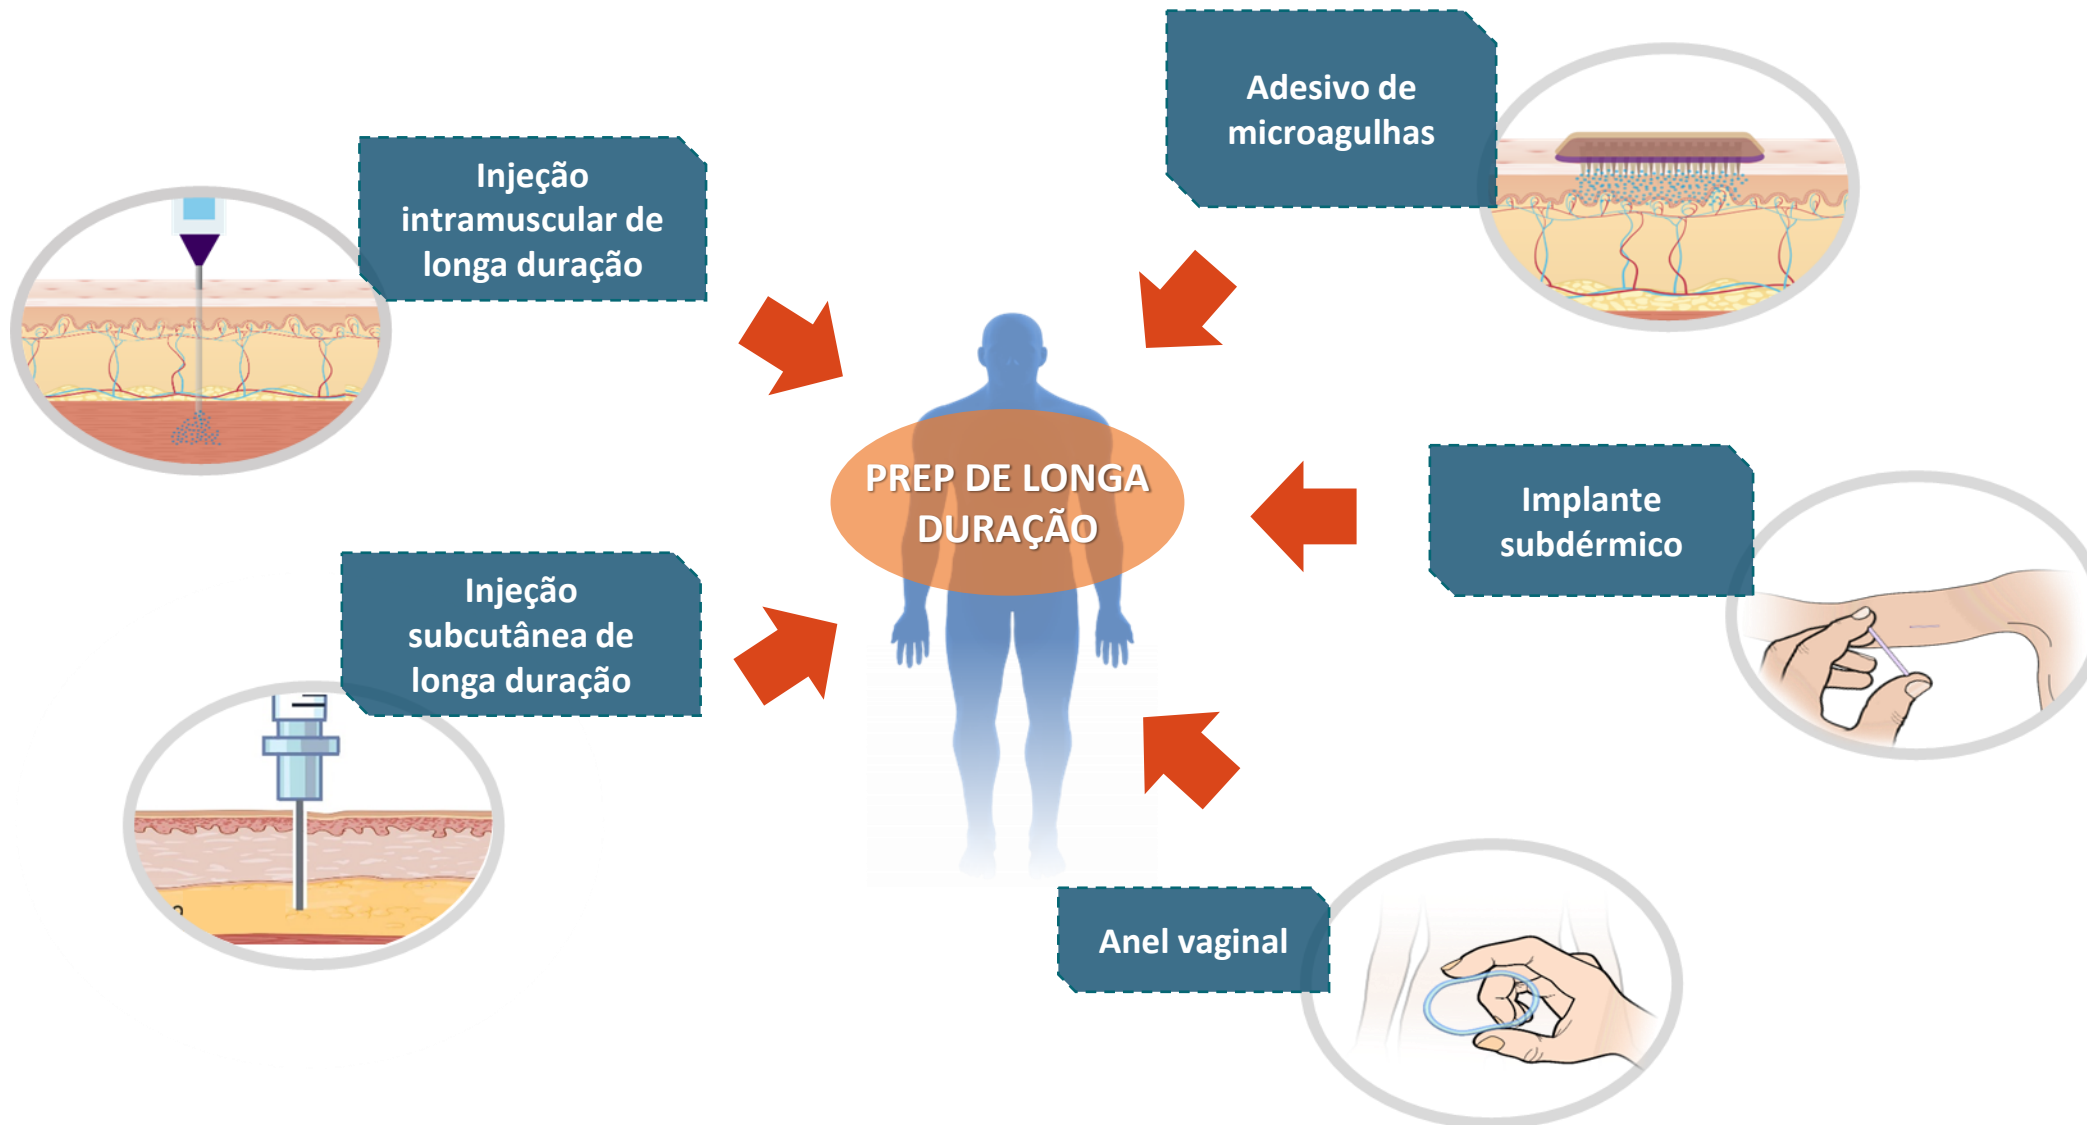 Adesivo de
microagulhas
Injeção
intramuscular de
longa duração
PREP DE LONGA
DURAÇÃO
Implante
subdérmico
Injeção
subcutânea de
longa duração
Anel vaginal